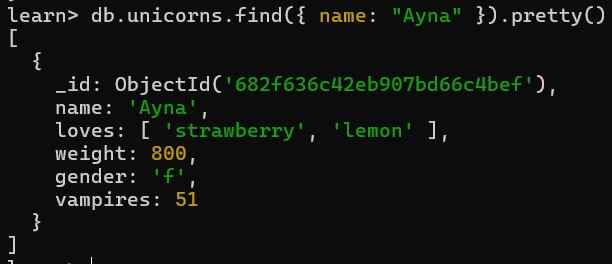 learn> db.unicorns.find({ name: "Ayna" }).pretty()
[
  {
    _id: ObjectId('682f636c42eb907bd66c4bef'),
    name: 'Ayna',
    loves: [ 'strawberry', 'lemon' ],
    weight: 800,
    gender: 'f',
    vampires: 51
  }
]